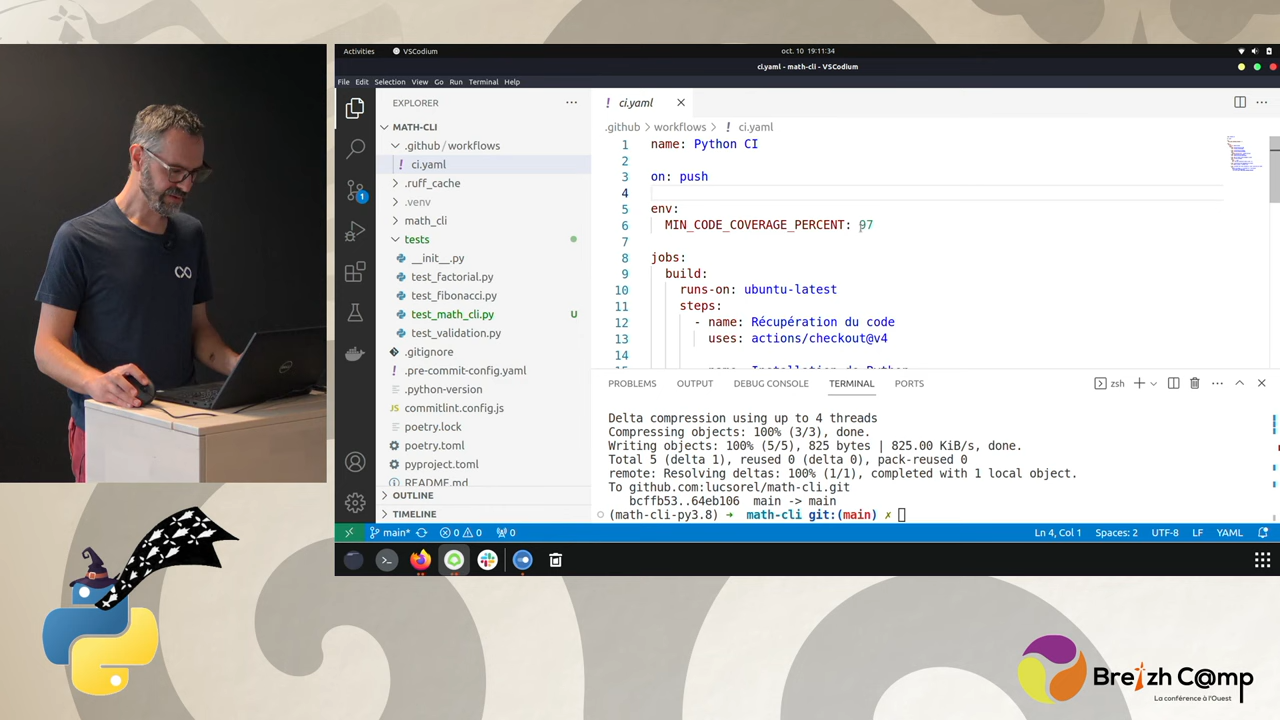 Activities
VSCodium
oct. 10 19:11:34
ci.yaml - math-cli - VSCodium
File Edit Selection View Go Run Terminal Help
EXPLORER
MATH-CLI
.github / workflows
! ci.yaml
.ruff_cache
.venv
math_cli
tests
__init__.py
test_factorial.py
test_fibonacci.py
test_math_cli.py U
test_validation.py
.gitignore
.pre-commit-config.yaml
.python-version
commitlint.config.js
poetry.lock
poetry.toml
pyproject.toml
README.md
OUTLINE
TIMELINE
1
! ci.yaml
.github > workflows > ! ci.yaml
1 name: Python CI
2
3 on: push
4
5 env:
6 MIN_CODE_COVERAGE_PERCENT: 97
7
8 jobs:
9 build:
10 runs-on: ubuntu-latest
11 steps:
12 - name: Récupération du code
13 uses: actions/checkout@v4
14
PROBLEMS OUTPUT DEBUG CONSOLE TERMINAL PORTS
zsh
Delta compression using up to 4 threads
Compressing objects: 100% (3/3), done.
Writing objects: 100% (5/5), 825 bytes | 825.00 KiB/s, done.
Total 5 (delta 1), reused 0 (delta 0), pack-reused 0
remote: Resolving deltas: 100% (1/1), completed with 1 local object.
To github.com:lucsorel/math-cli.git
bcffb53..64eb106 main -> main
(math-cli-py3.8) ➜ math-cli git:(main) ✗
main* 0 0 0
Ln 4, Col 1 Spaces: 2 UTF-8 LF YAML
Breizh C@mp
La conférence à l'Ouest